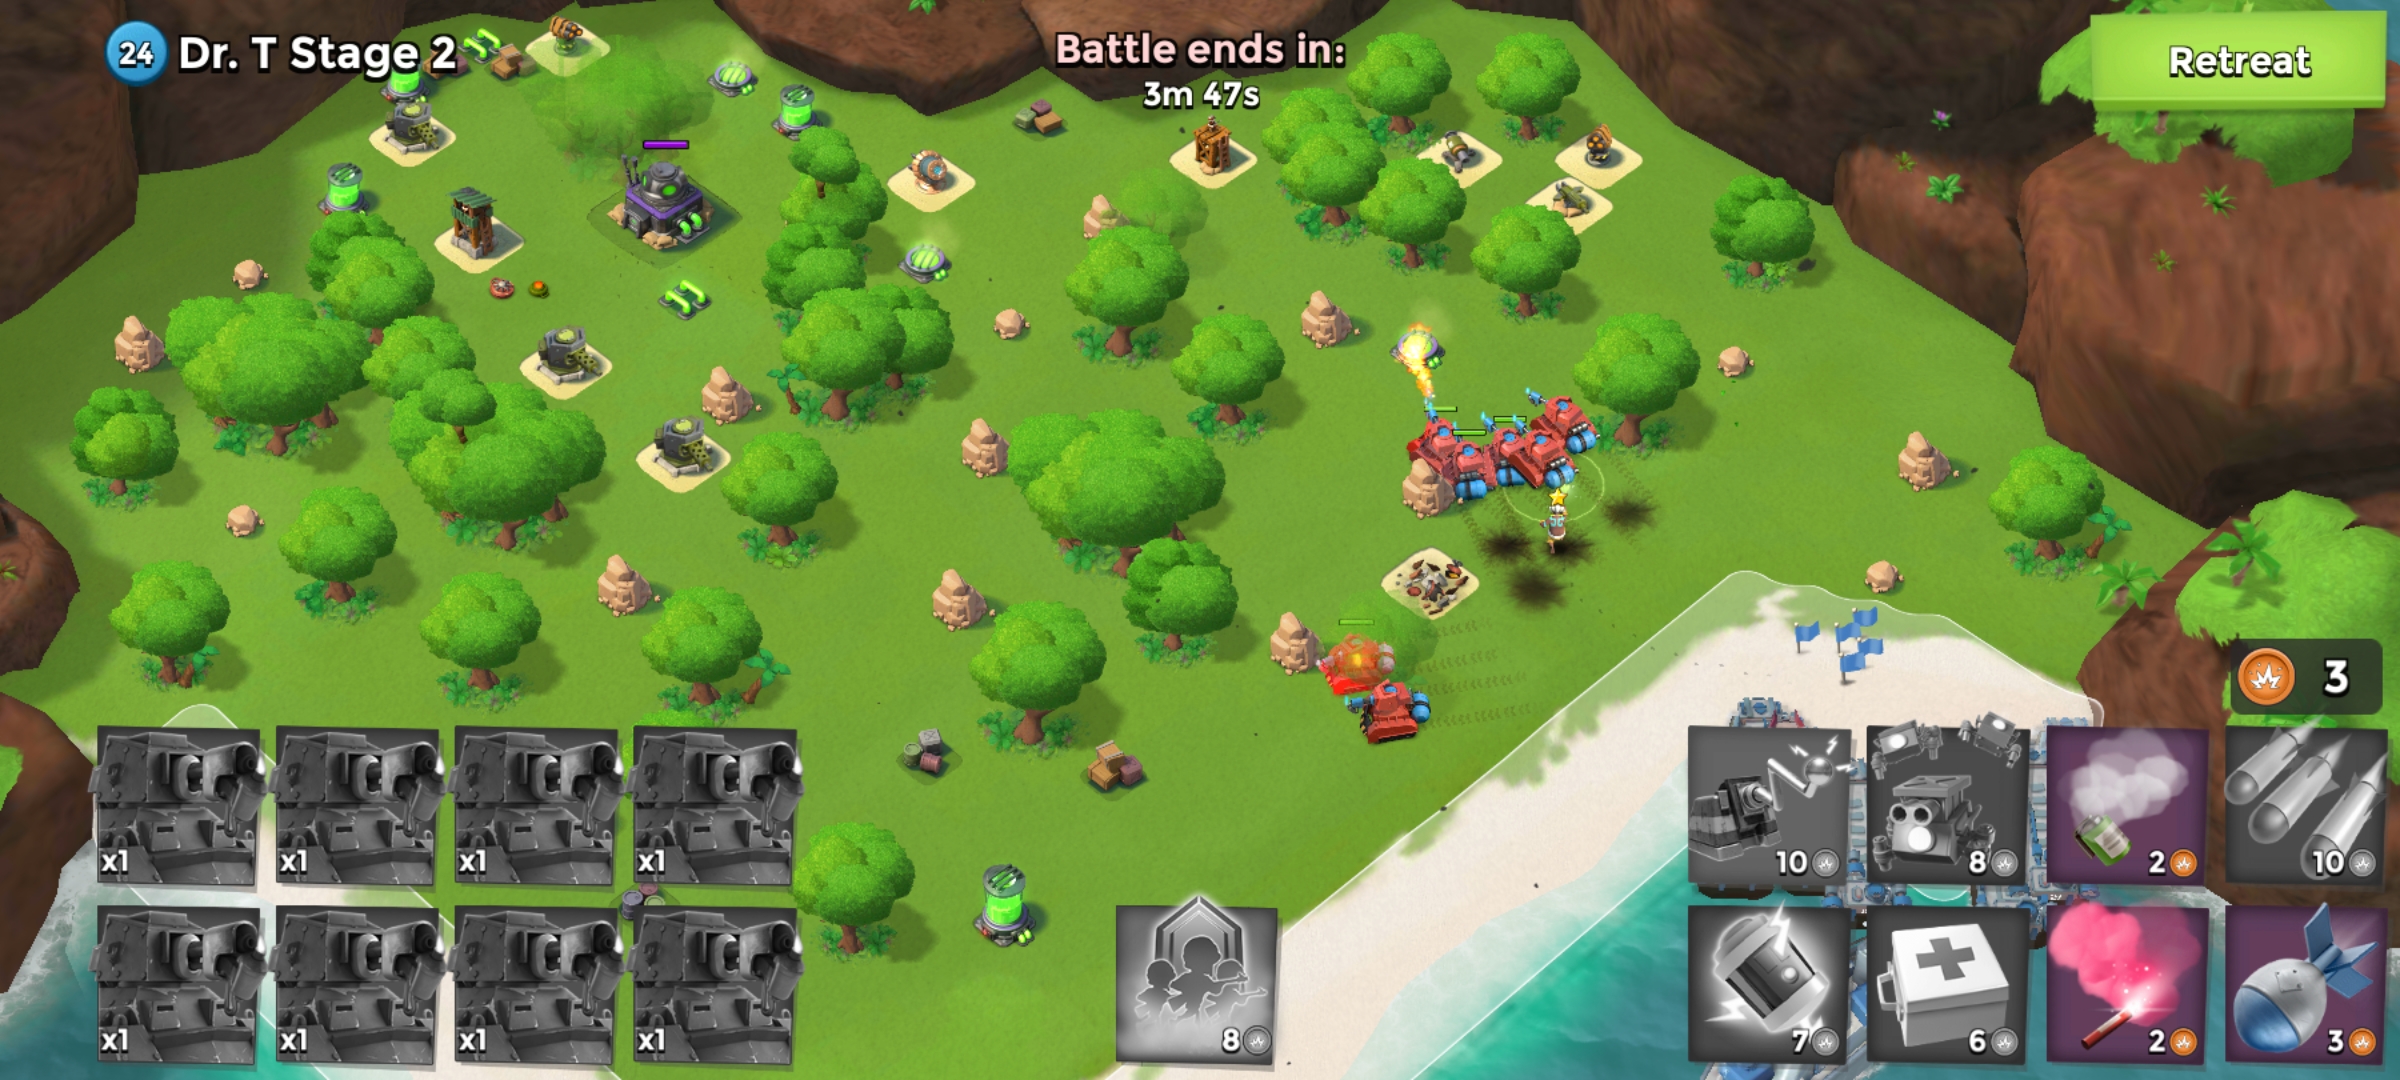 24 Dr. T Stage 2
Battle ends in:
3m 47s
Retreat
3
x1 x1 x1 x1
10 8 2 10
x1 x1 x1 x1
8
7 6 2 3